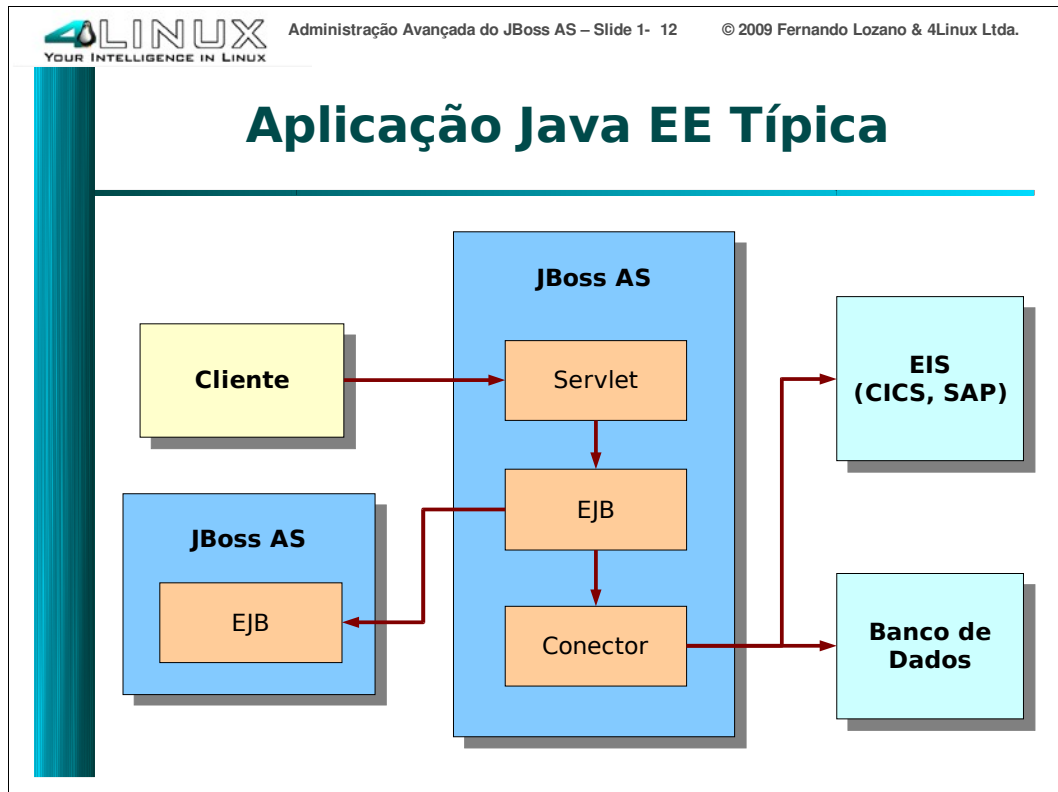 4LINUX
YOUR INTELLIGENCE IN LINUX
Administração Avançada do JBoss AS – Slide 1- 12
© 2009 Fernando Lozano & 4Linux Ltda.
Aplicação Java EE Típica
JBoss AS
Cliente
Servlet
EIS
(CICS, SAP)
EJB
JBoss AS
EJB
Conector
Banco de
Dados